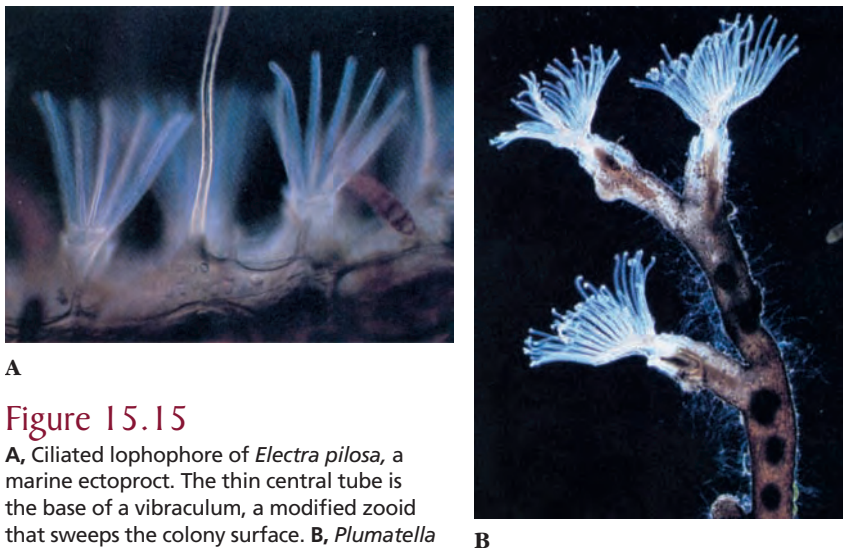 A
Figure 15.15
A, Ciliated lophophore of Electra pilosa, a
marine ectoproct. The thin central tube is
the base of a vibraculum, a modified zooid
that sweeps the colony surface. B, Plumatella
B